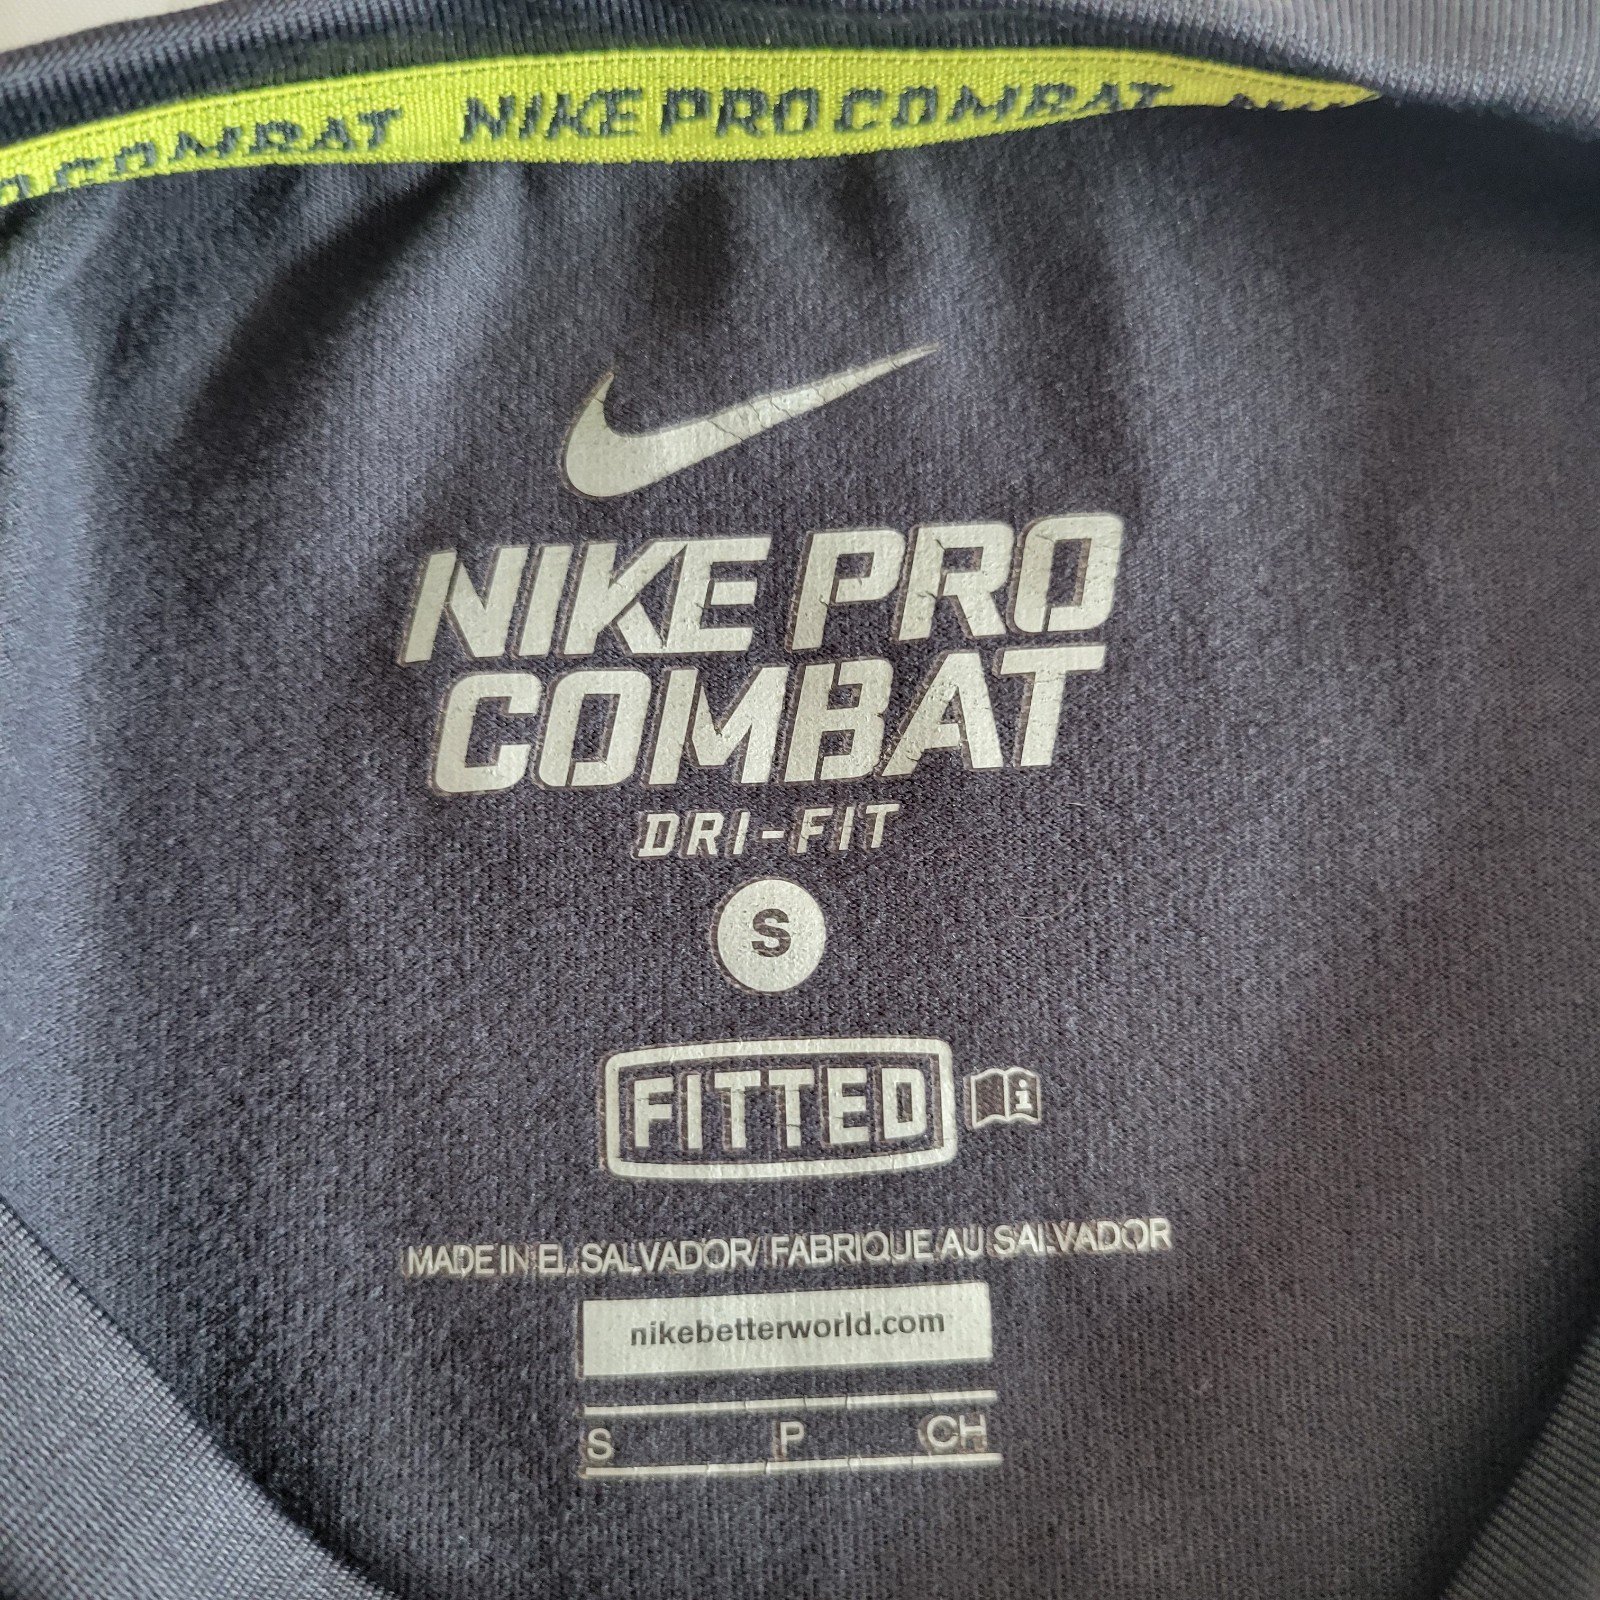 O COMBAT NIKE PRO COMBAT
NIKE PRO
COMBAT
DRI-FIT
S
FITTED
i
MADE IN EL SALVADOR/ FABRIQUE AU SALVADOR
nikebetterworld.com
S P CH